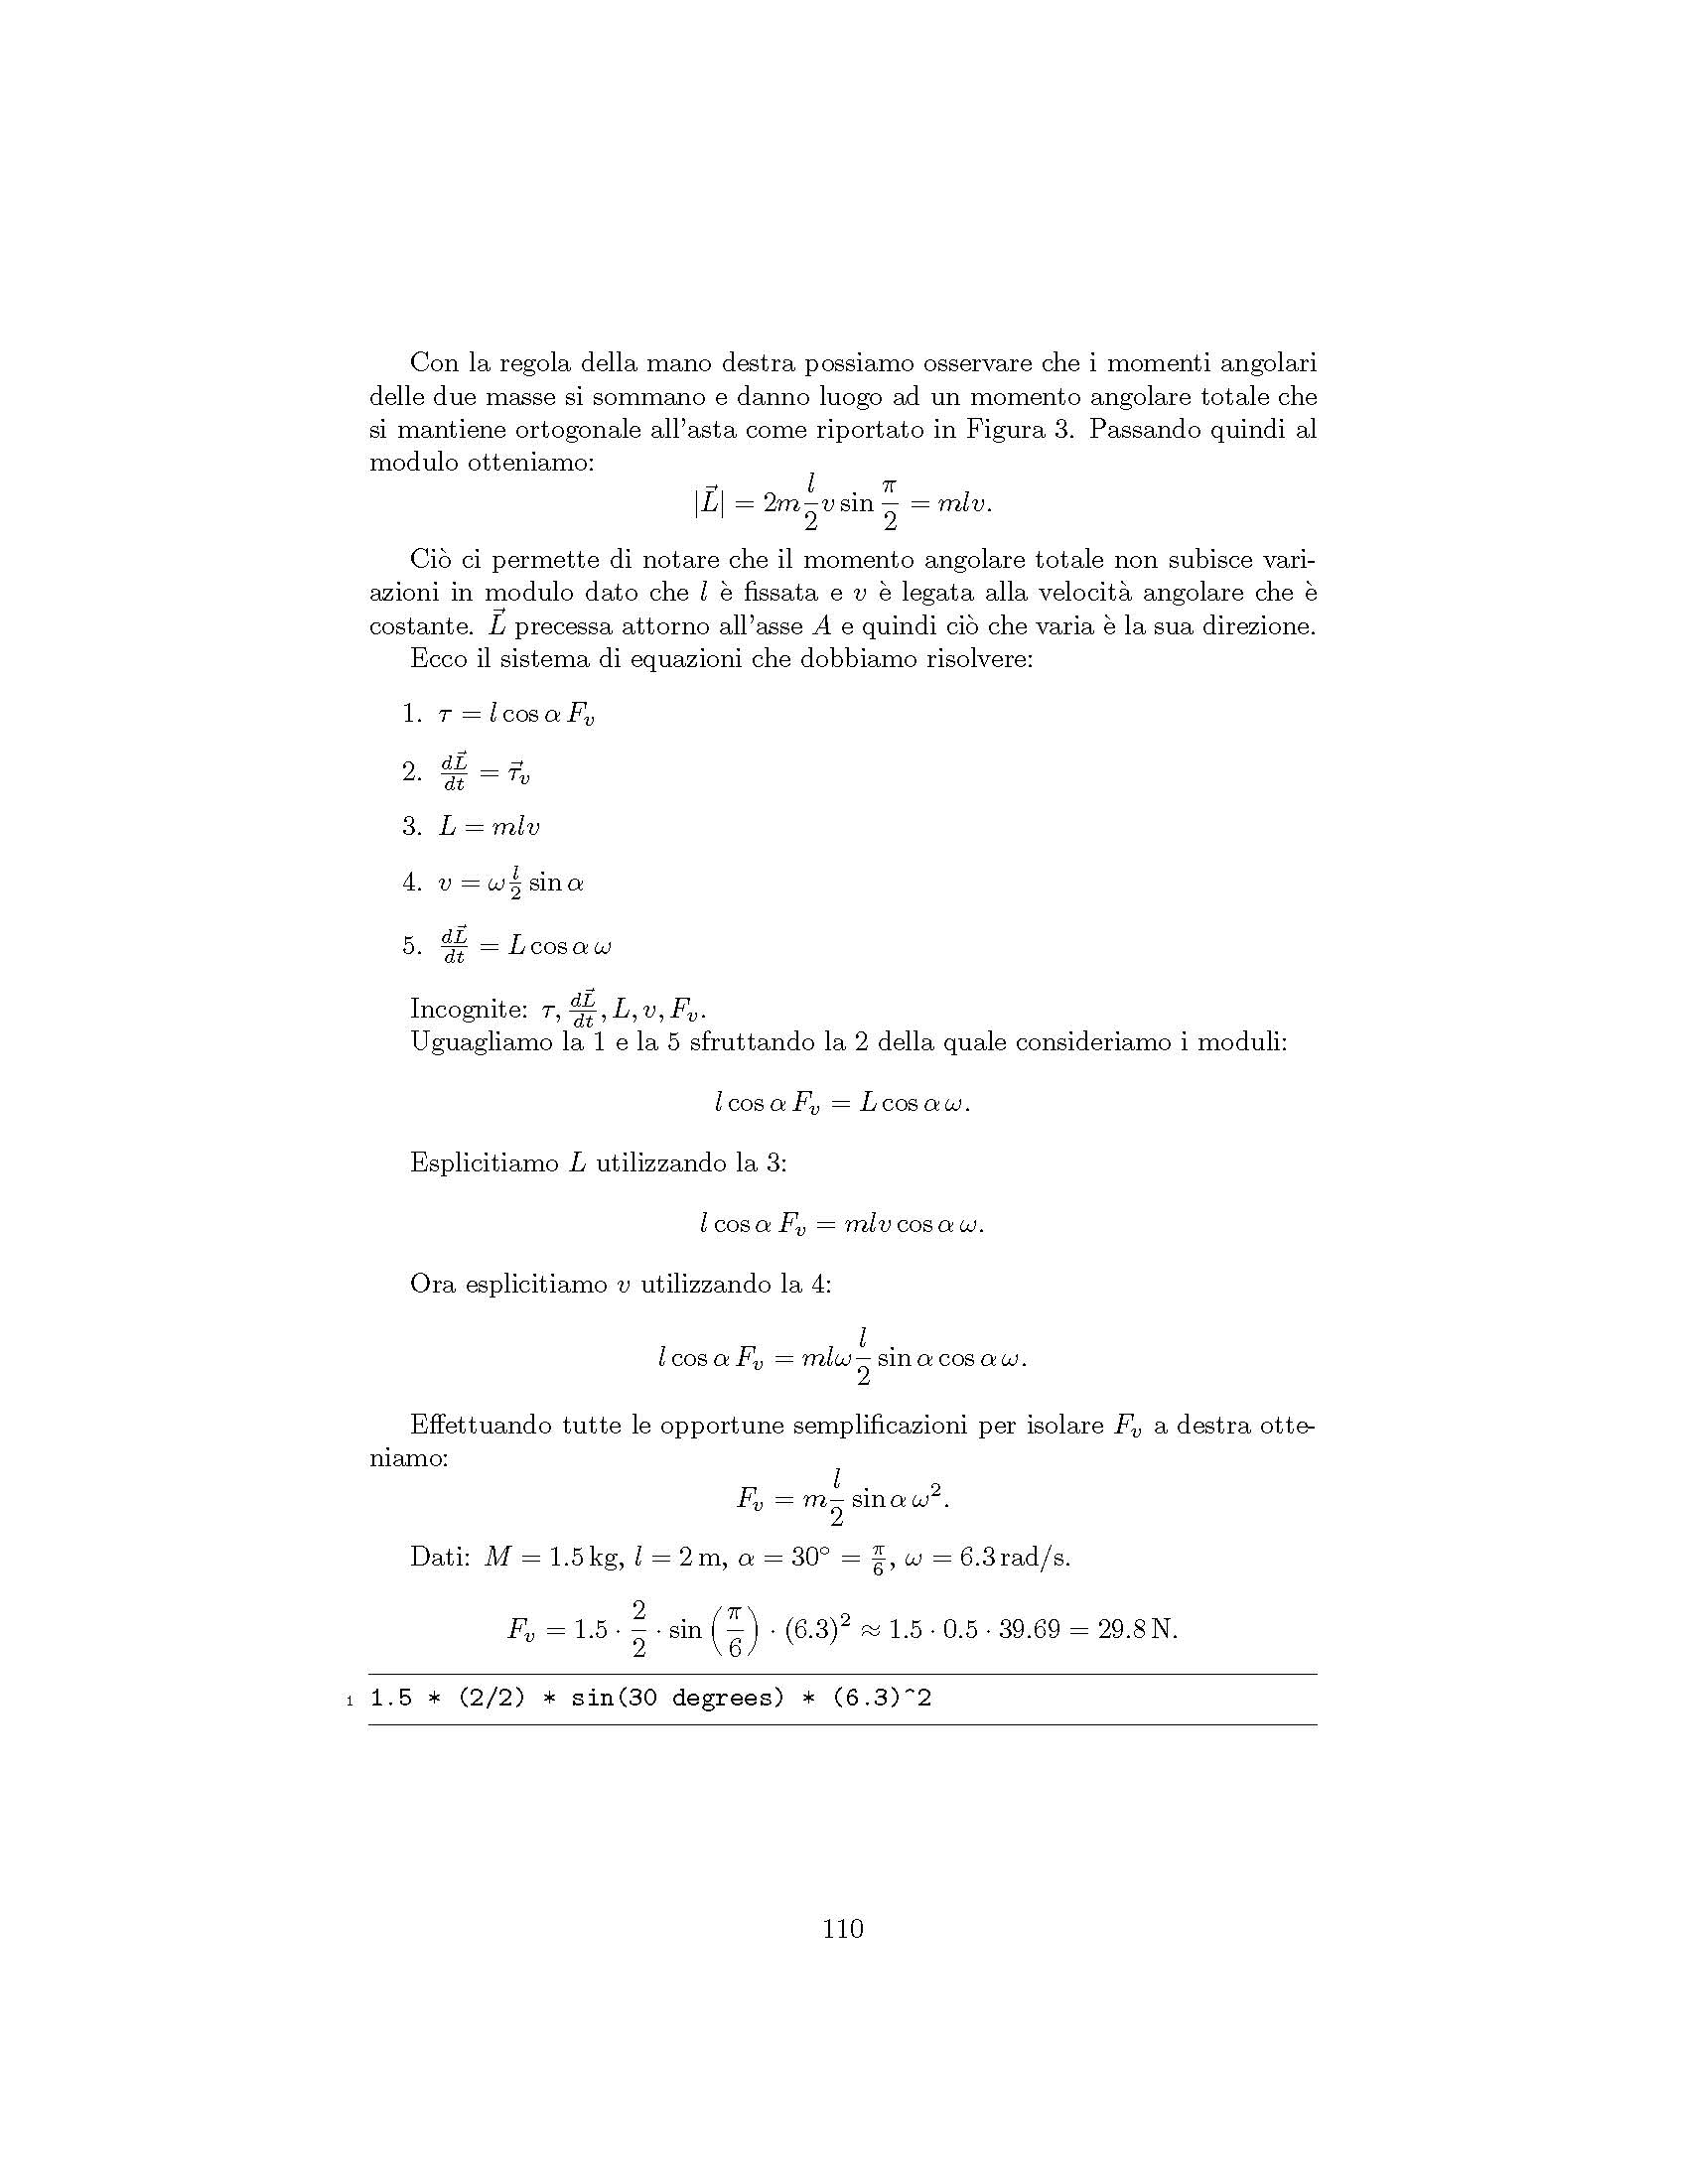 Con la regola della mano destra possiamo osservare che i momenti angolari
delle due masse si sommano e danno luogo ad un momento angolare totale che
si mantiene ortogonale all'asta come riportato in Figura 3. Passando quindi al
modulo otteniamo:
$|\vec{L}| = 2m\frac{l}{2}v \sin\frac{\pi}{2} = mlv.$
Ciò ci permette di notare che il momento angolare totale non subisce vari-
azioni in modulo dato che $l$ è fissata e $v$ è legata alla velocità angolare che è
costante. $\vec{L}$ precessa attorno all'asse $A$ e quindi ciò che varia è la sua direzione.
Ecco il sistema di equazioni che dobbiamo risolvere:
1. $\tau = l \cos\alpha \, F_v$
2. $\frac{d\vec{L}}{dt} = \vec{\tau}_v$
3. $L = mlv$
4. $v = \omega\frac{l}{2} \sin\alpha$
5. $\frac{d\vec{L}}{dt} = L \cos\alpha \, \omega$
Incognite: $\tau, \frac{d\vec{L}}{dt}, L, v, F_v.$
Uguagliamo la 1 e la 5 sfruttando la 2 della quale consideriamo i moduli:
$l \cos\alpha \, F_v = L \cos\alpha \, \omega.$
Esplicitiamo $L$ utilizzando la 3:
$l \cos\alpha \, F_v = mlv \cos\alpha \, \omega.$
Ora esplicitiamo $v$ utilizzando la 4:
$l \cos\alpha \, F_v = ml\omega\frac{l}{2} \sin\alpha \cos\alpha \, \omega.$
Effettuando tutte le opportune semplificazioni per isolare $F_v$ a destra otte-
niamo:
$F_v = m\frac{l}{2} \sin\alpha \, \omega^2.$
Dati: $M = 1.5\,\text{kg}$, $l = 2\,\text{m}$, $\alpha = 30^\circ = \frac{\pi}{6}$, $\omega = 6.3\,\text{rad/s}$.
$F_v = 1.5 \cdot \frac{2}{2} \cdot \sin\left(\frac{\pi}{6}\right) \cdot (6.3)^2 \approx 1.5 \cdot 0.5 \cdot 39.69 = 29.8\,\text{N}.$
1 1.5 * (2/2) * sin(30 degrees) * (6.3)^2
110